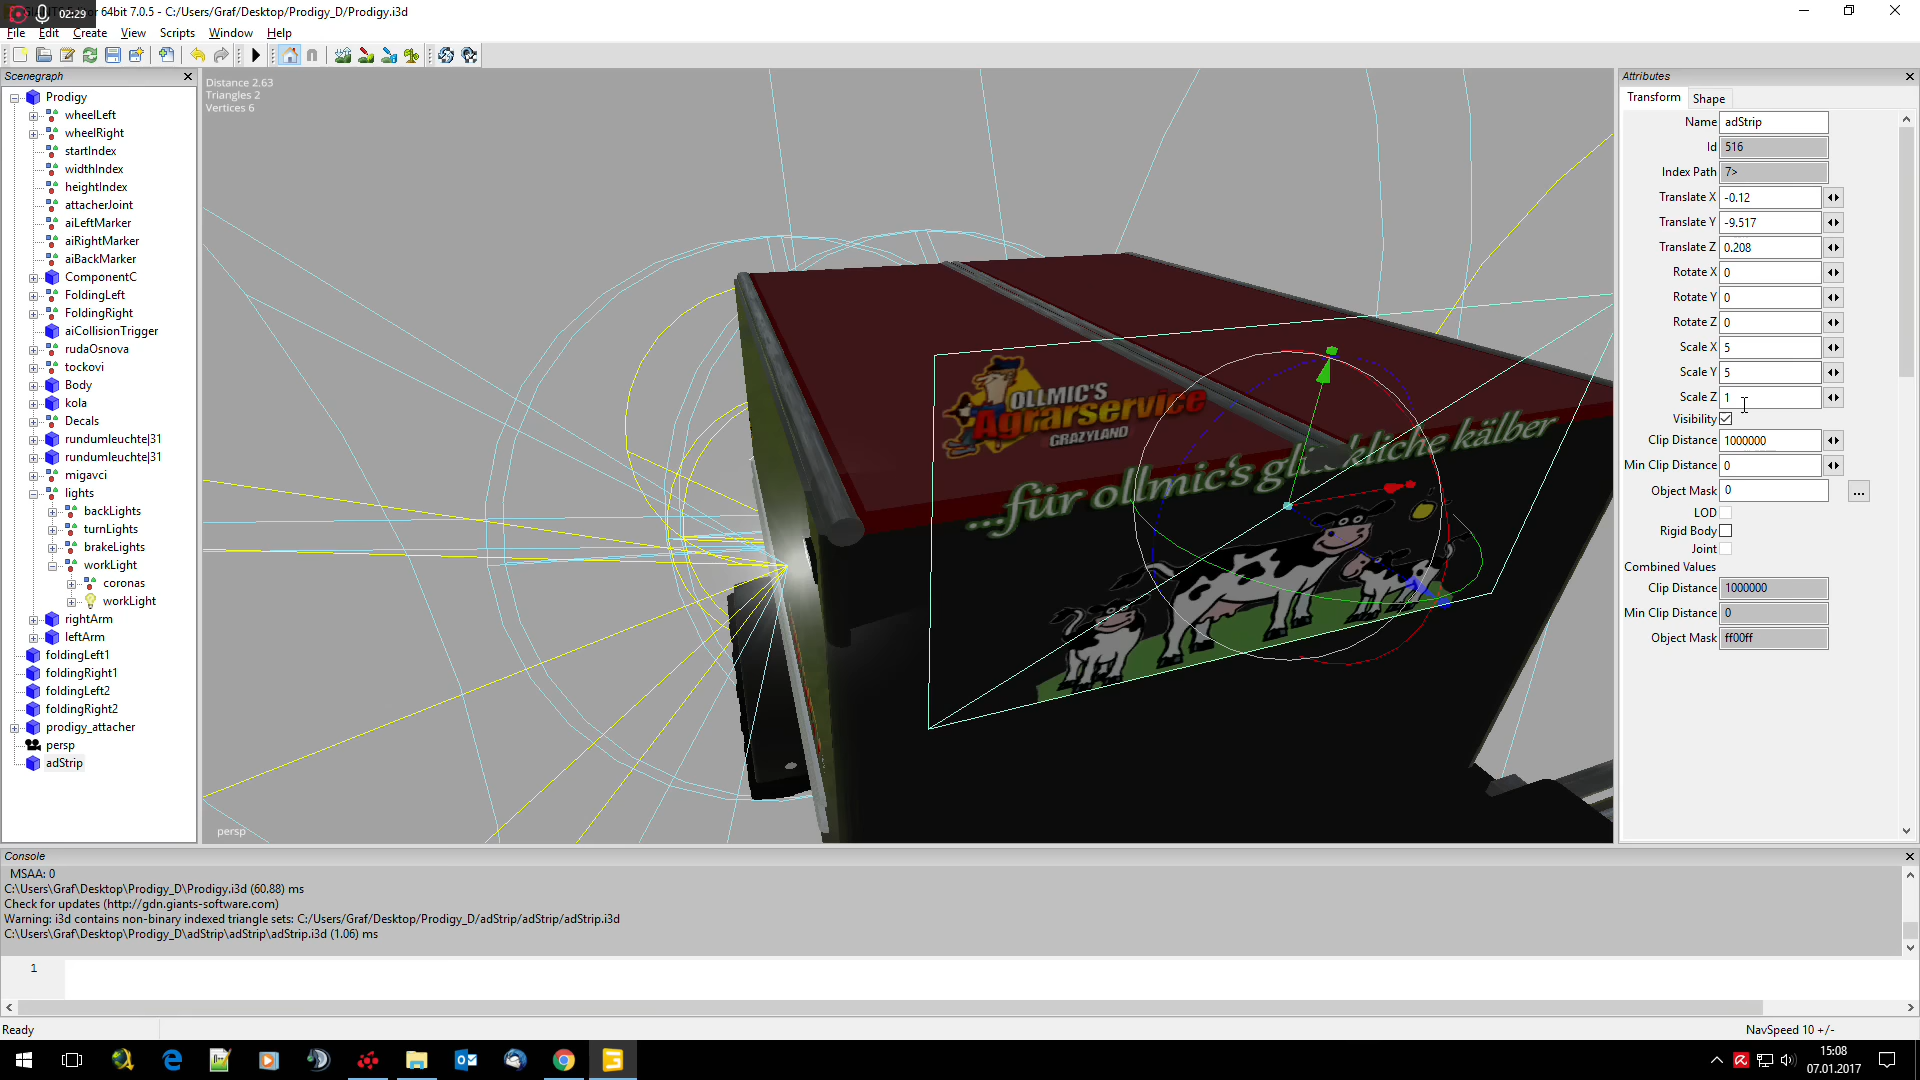 02:29
64bit 7.0.5 - C:/Users/Graf/Desktop/Prodigy_D/Prodigy.i3d
File Edit Create View Scripts Window Help
Scenegraph
Prodigy
wheelLeft
wheelRight
startIndex
widthIndex
heightIndex
attacherJoint
aiLeftMarker
aiRightMarker
aiBackMarker
ComponentC
FoldingLeft
FoldingRight
aiCollisionTrigger
rudaOsnova
tockovi
Body
kola
Decals
rundumleuchte|31
rundumleuchte|31
migavci
lights
backLights
turnLights
brakeLights
workLight
coronas
workLight
rightArm
leftArm
foldingLeft1
foldingRight1
foldingLeft2
foldingRight2
prodigy_attacher
persp
adStrip
Distance 2.63
Triangles 2
Vertices 6
OLLMIC'S
Agrarservice
GRAZYLAND
...für ollmic's glückliche kälber
persp
Attributes
Transform Shape
Name adStrip
Id 516
Index Path 7>
Translate X -0.12
Translate Y -9.517
Translate Z 0.208
Rotate X 0
Rotate Y 0
Rotate Z 0
Scale X 5
Scale Y 5
Scale Z 1
Visibility
Clip Distance 1000000
Min Clip Distance 0
Object Mask 0 ...
LOD
Rigid Body
Joint
Combined Values
Clip Distance 1000000
Min Clip Distance 0
Object Mask ff00ff
Console
MSAA: 0
C:\Users\Graf\Desktop\Prodigy_D\Prodigy.i3d (60.88) ms
Check for updates (http://gdn.giants-software.com)
Warning: i3d contains non-binary indexed triangle sets: C:/Users/Graf/Desktop/Prodigy_D/adStrip/adStrip/adStrip.i3d
C:\Users\Graf\Desktop\Prodigy_D\adStrip\adStrip\adStrip.i3d (1.06) ms
1
Ready
NavSpeed 10 +/-
15:08
07.01.2017